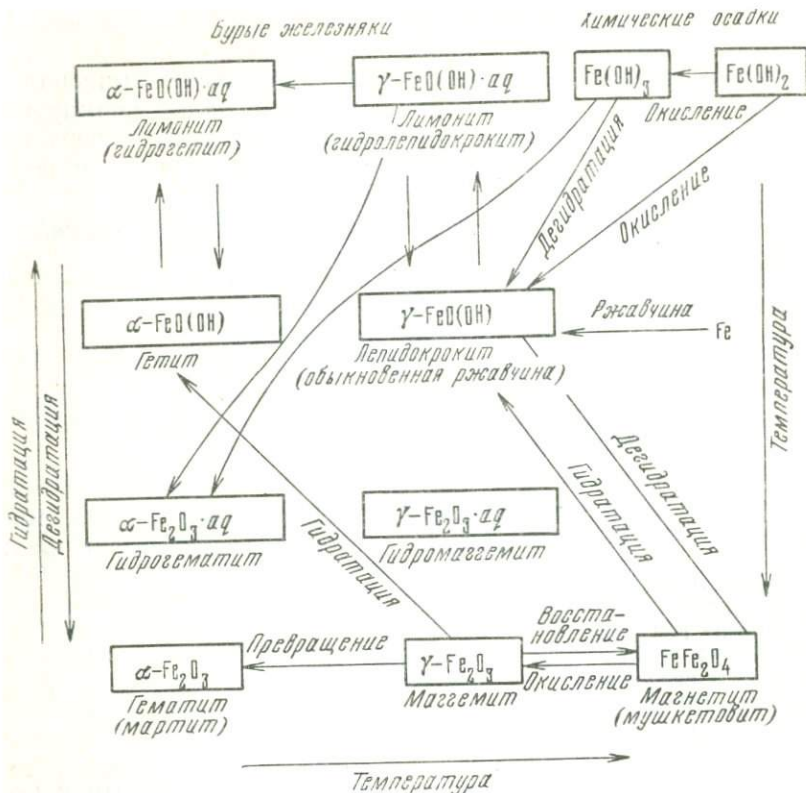 Бурые железняки
Химические осадки
α–FeO(OH)·aq
γ–FeO(OH)·aq
Fe(OH)₃
Fe(OH)₂
Лимонит
(гидрогетит)
Лимонит
(гидролепидокрокит)
Окисление
Дегидратация
Окисление
α–FeO(OH)
Гетит
γ–FeO(OH)
Лепидокрокит
(обыкновенная ржавчина)
Ржавчина
Fe
Температура
Гидратация
Дегидратация
α–Fe₂O₃·aq
Гидрогематит
γ–Fe₂O₃·aq
Гидромаггемит
Гидратация
Гидратация
Дегидратация
α–Fe₂O₃
Гематит
(мартит)
Превращение
γ–Fe₂O₃
Маггемит
Восста-
новление
Окисление
FeFe₂O₄
Магнетит
(мушкетовит)
Температура